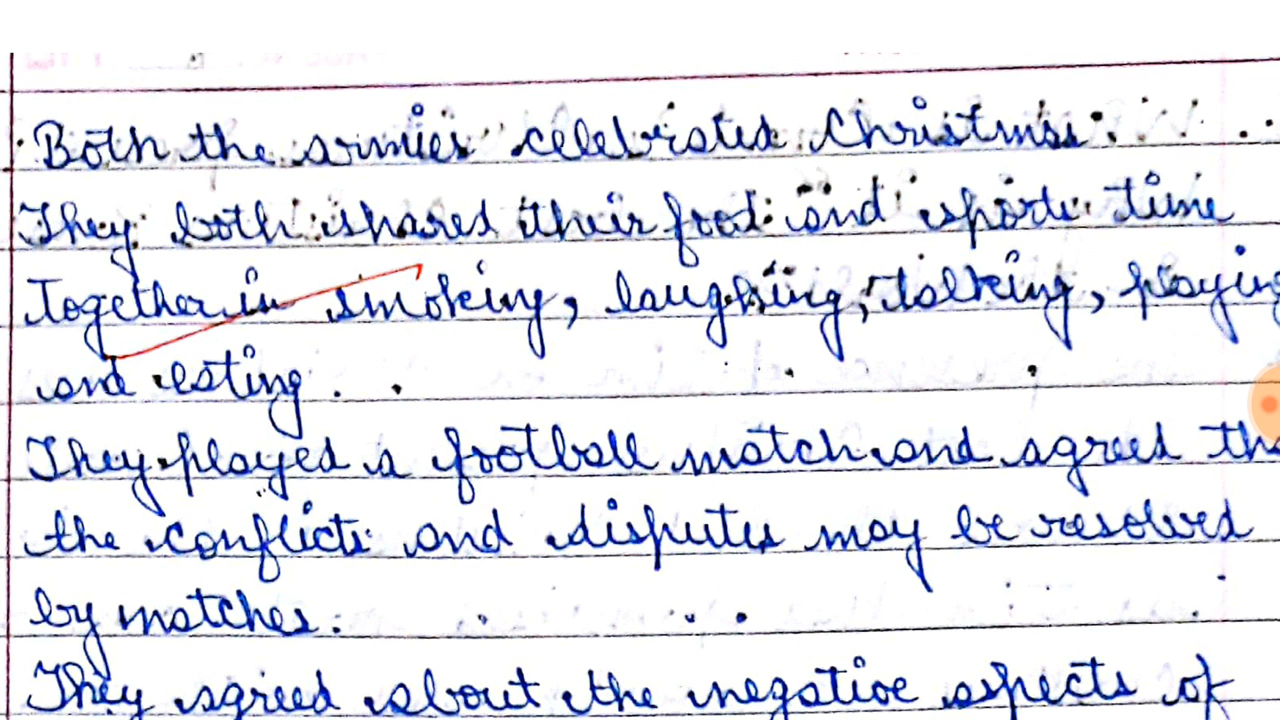 Both the armies celebrated Christmas.
They both shared their food and sports time
Together in smoking, laughing, talking, playing
and eating.
They played a football match and agreed tha
the conflicts and disputes may be resolved
by matches.
They agreed about the negative aspects of